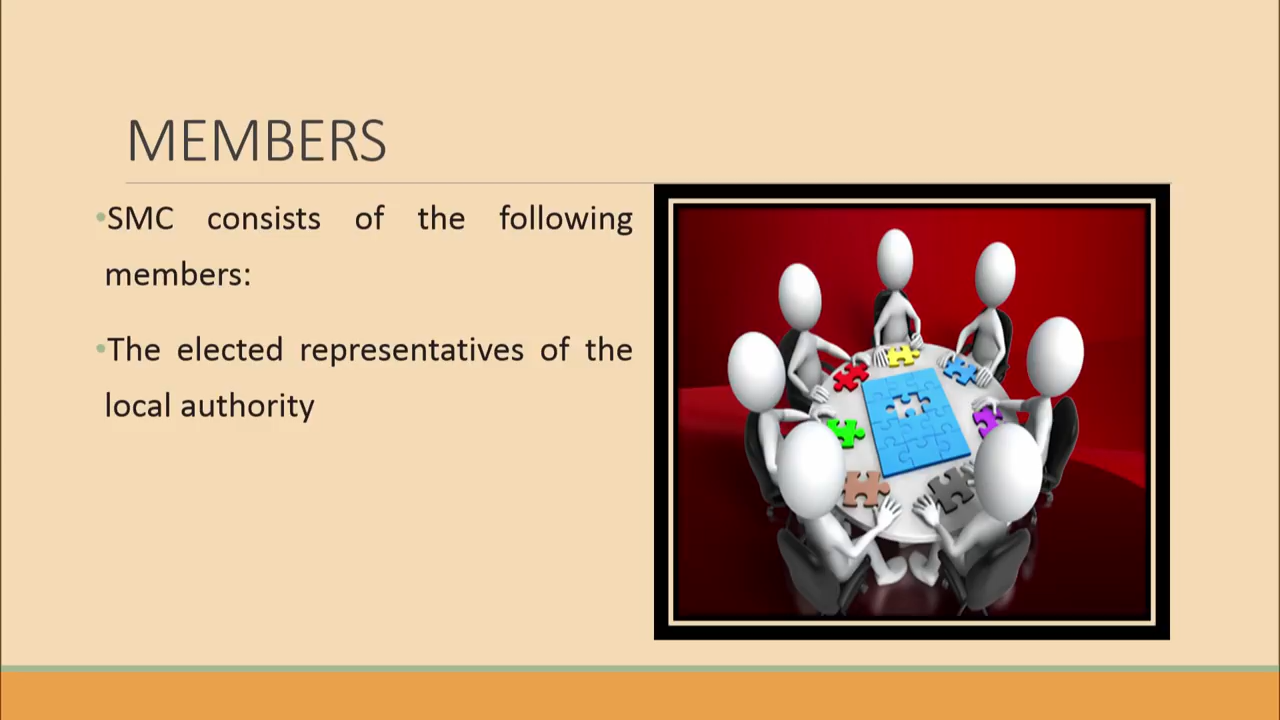 MEMBERS
•SMC consists of the following
members:
•The elected representatives of the
local authority